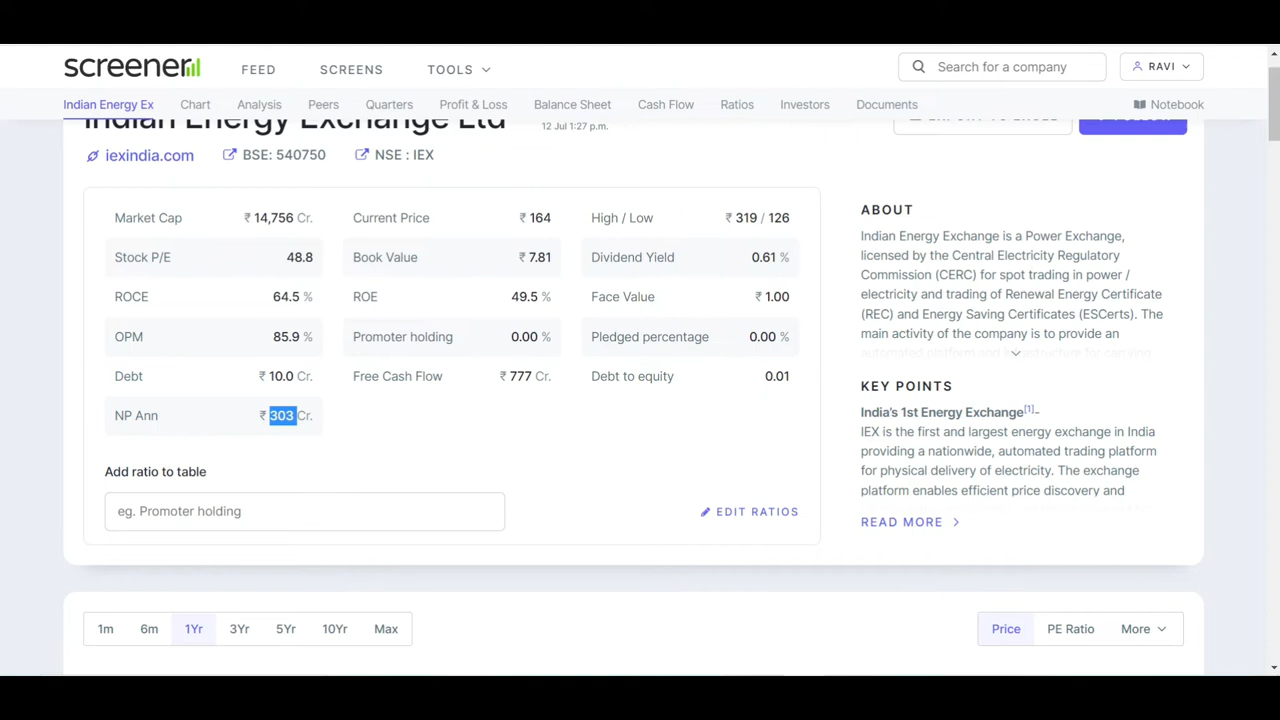 screener
FEED
SCREENS
TOOLS
Search for a company
RAVI
Indian Energy Ex
Chart
Analysis
Peers
Quarters
Profit & Loss
Balance Sheet
Cash Flow
Ratios
Investors
Documents
Notebook
Indian Energy Exchange Ltd
12 Jul 1:27 p.m.
EXPORT TO EXCEL
FOLLOW
iexindia.com
BSE: 540750
NSE : IEX
Market Cap ₹ 14,756 Cr.
Current Price ₹ 164
High / Low ₹ 319 / 126
Stock P/E 48.8
Book Value ₹ 7.81
Dividend Yield 0.61 %
ROCE 64.5 %
ROE 49.5 %
Face Value ₹ 1.00
OPM 85.9 %
Promoter holding 0.00 %
Pledged percentage 0.00 %
Debt ₹ 10.0 Cr.
Free Cash Flow ₹ 777 Cr.
Debt to equity 0.01
NP Ann ₹ 303 Cr.
Add ratio to table
eg. Promoter holding
EDIT RATIOS
ABOUT
Indian Energy Exchange is a Power Exchange,
licensed by the Central Electricity Regulatory
Commission (CERC) for spot trading in power /
electricity and trading of Renewal Energy Certificate
(REC) and Energy Saving Certificates (ESCerts). The
main activity of the company is to provide an
automated platform and infrastructure for carrying
KEY POINTS
India's 1st Energy Exchange[1]-
IEX is the first and largest energy exchange in India
providing a nationwide, automated trading platform
for physical delivery of electricity. The exchange
platform enables efficient price discovery and
READ MORE
1m
6m
1Yr
3Yr
5Yr
10Yr
Max
Price
PE Ratio
More